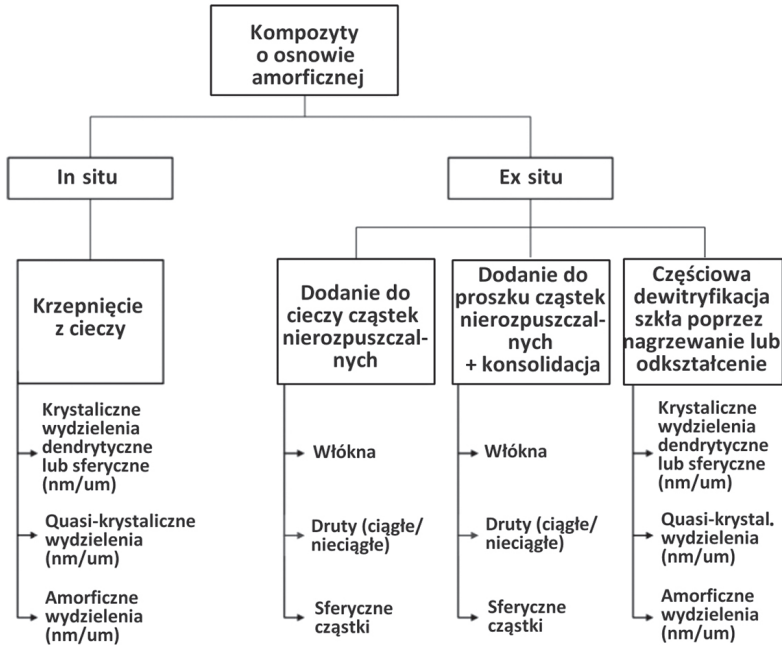 Kompozyty
o osnowie
amorficznej
In situ
Ex situ
Krzepnięcie
z cieczy
Dodanie do
cieczy cząstek
nierozpuszczal-
nych
Dodanie do
proszku cząstek
nierozpuszczal-
nych
+ konsolidacja
Częściowa
dewitryfikacja
szkła poprzez
nagrzewanie lub
odkształcenie
Krystaliczne
wydzielenia
dendrytyczne
lub sferyczne
(nm/um)
Quasi-krystaliczne
wydzielenia
(nm/um)
Amorficzne
wydzielenia
(nm/um)
Włókna
Druty (ciągłe/
nieciągłe)
Sferyczne
cząstki
Włókna
Druty (ciągłe/
nieciągłe)
Sferyczne
cząstki
Krystaliczne
wydzielenia
dendrytyczne
lub sferyczne
(nm/um)
Quasi-krystal.
wydzielenia
(nm/um)
Amorficzne
wydzielenia
(nm/um)